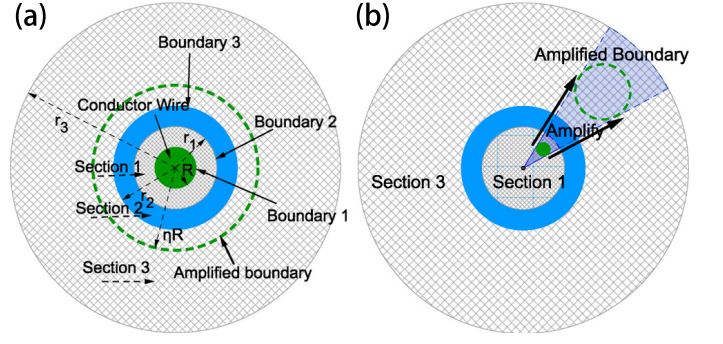 (a)
Boundary 3
Conductor Wire
r3
r1
Boundary 2
Section 1
R
r2
Section 2
Boundary 1
ηR
Section 3
Amplified boundary
(b)
Amplified Boundary
Amplify
Section 3
Section 1